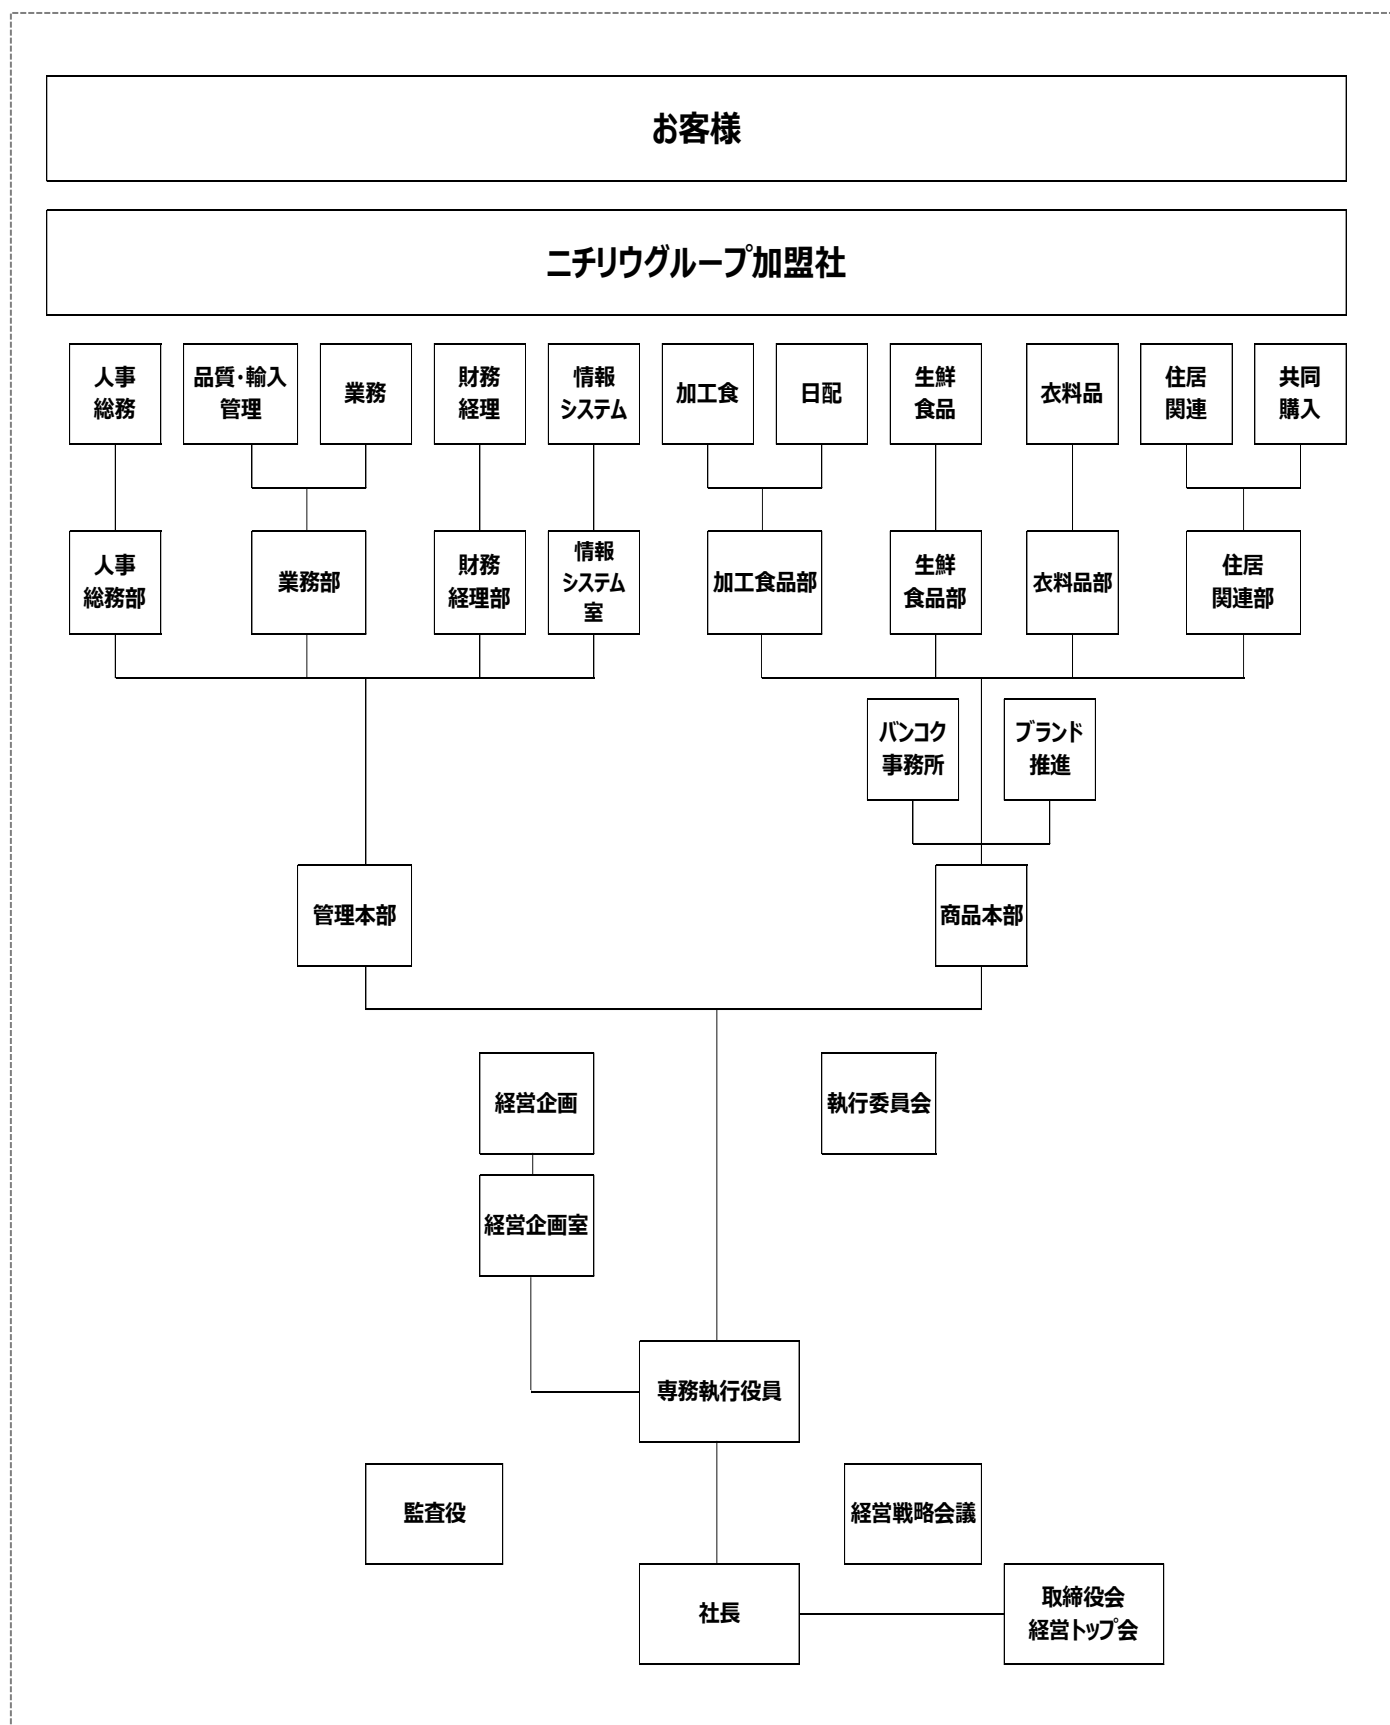 お客様
ニチリウグループ加盟社
人事
総務
品質・輸入
管理
業務
財務
経理
情報
システム
加工食
日配
生鮮
食品
衣料品
住居
関連
共同
購入
人事
総務部
業務部
財務
経理部
情報
システム
室
加工食品部
生鮮
食品部
衣料品部
住居
関連部
バンコク
事務所
ブランド
推進
管理本部
商品本部
経営企画
執行委員会
経営企画室
専務執行役員
監査役
経営戦略会議
社長
取締役会
経営トップ会